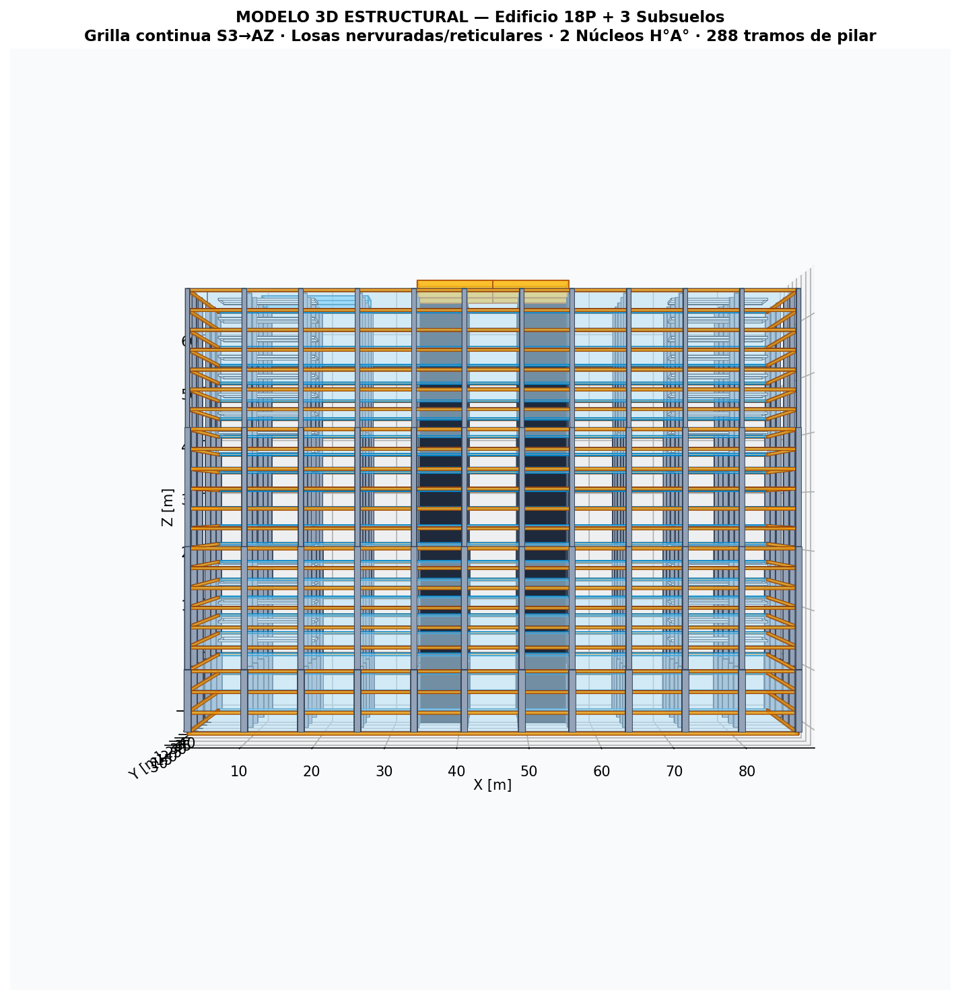 MODELO 3D ESTRUCTURAL — Edificio 18P + 3 Subsuelos
Grilla continua S3→AZ · Losas nervuradas/reticulares · 2 Núcleos H°A° · 288 tramos de pilar
Z [m]
Y [m]
10 20 30 40 50 60 70 80
X [m]